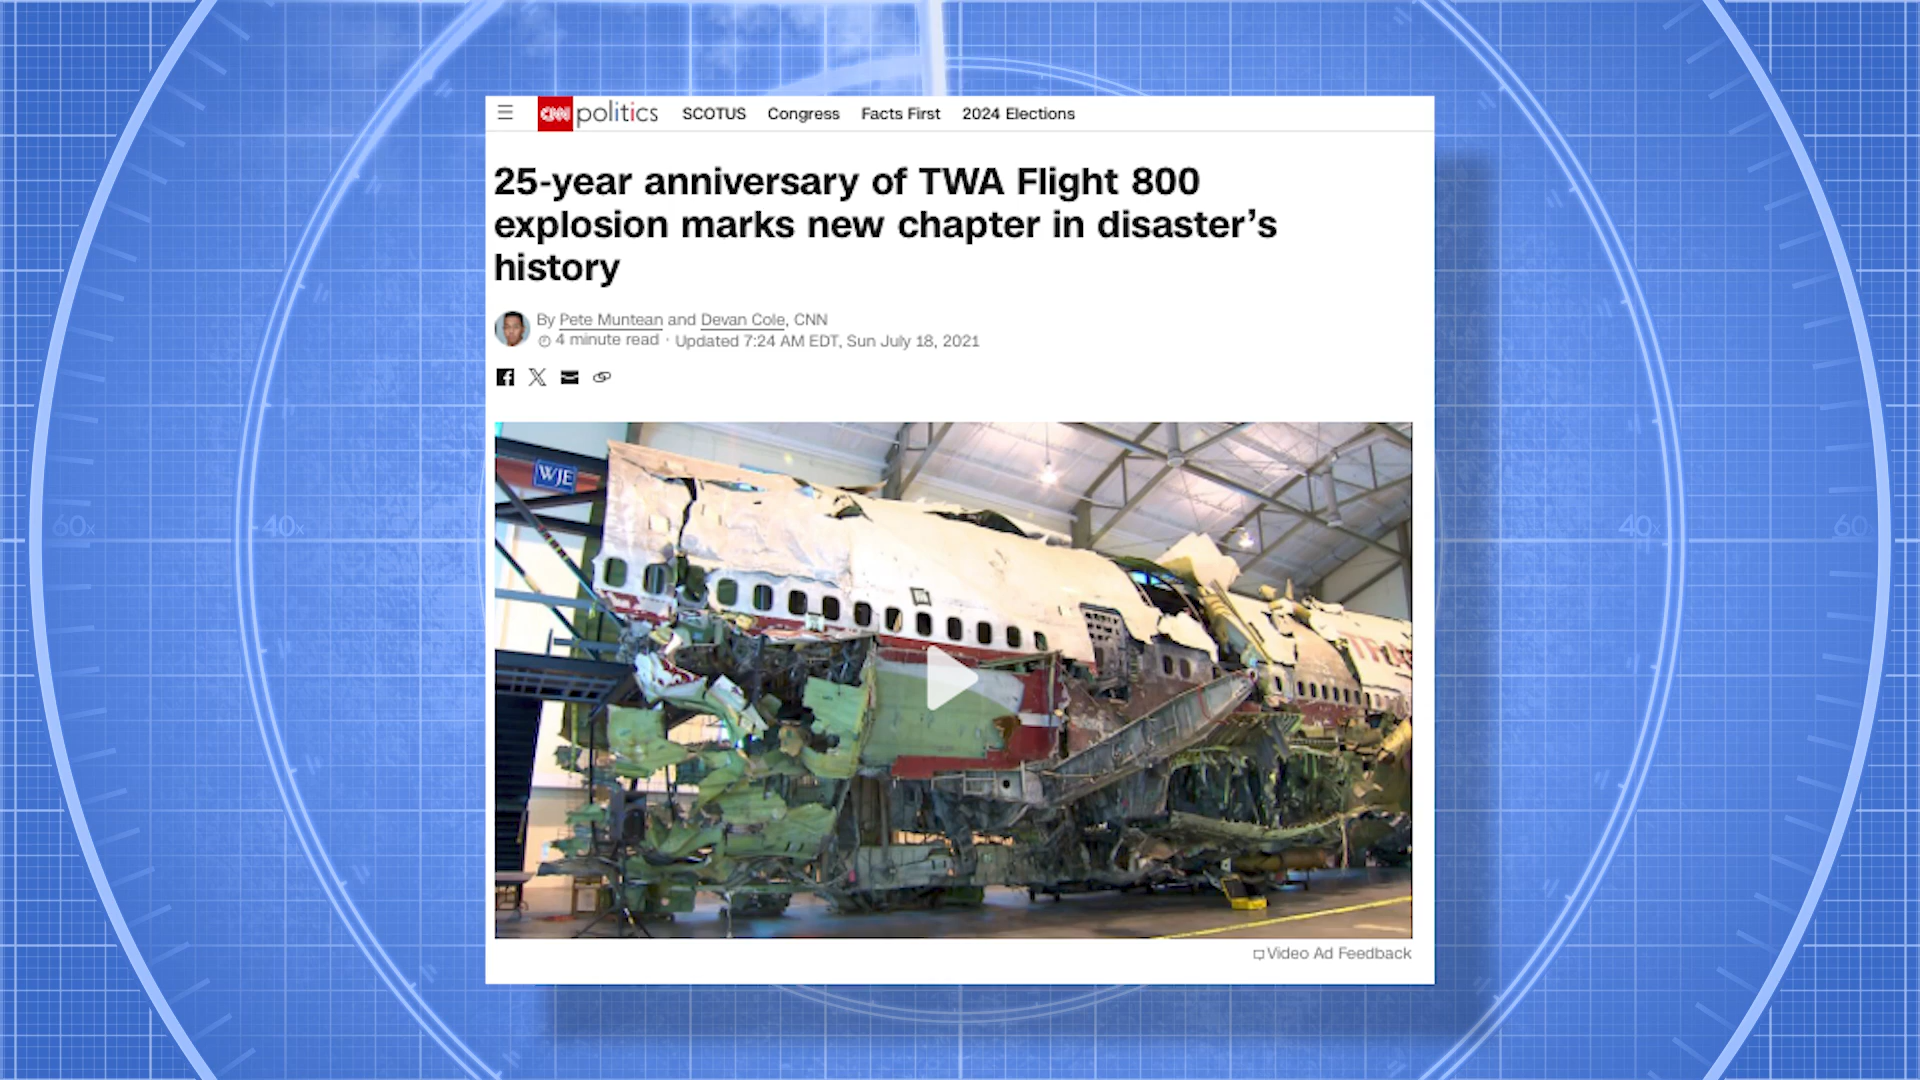 CNN politics SCOTUS Congress Facts First 2024 Elections
25-year anniversary of TWA Flight 800
explosion marks new chapter in disaster’s
history
By Pete Muntean and Devan Cole, CNN
4 minute read · Updated 7:24 AM EDT, Sun July 18, 2021
WJE
60x 40x 40x 60
TRA
Video Ad Feedback